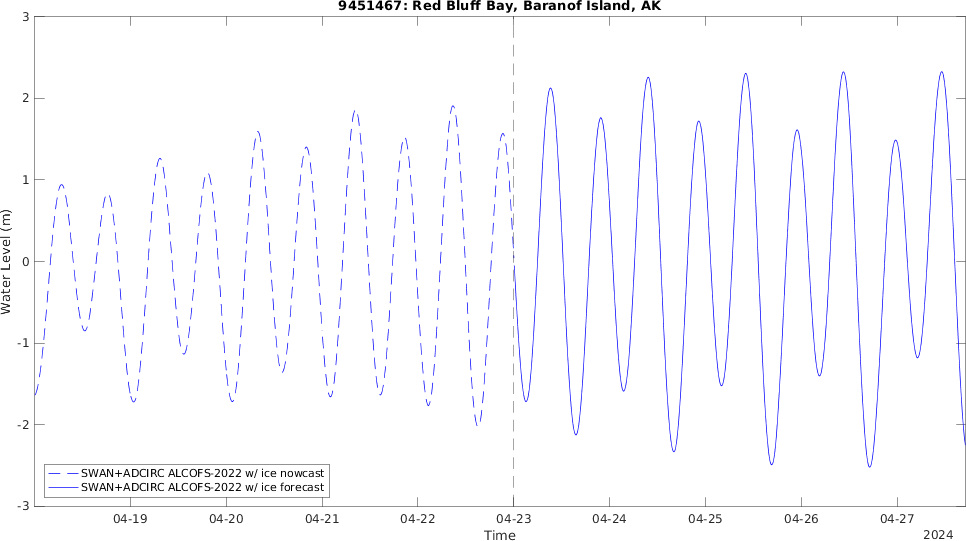 9451467: Red Bluff Bay, Baranof Island, AK
3
2
1
0
-1
-2
-3
Water Level (m)
SWAN+ADCIRC ALCOFS-2022 w/ ice nowcast
SWAN+ADCIRC ALCOFS-2022 w/ ice forecast
04-19 04-20 04-21 04-22 04-23 04-24 04-25 04-26 04-27
Time
2024